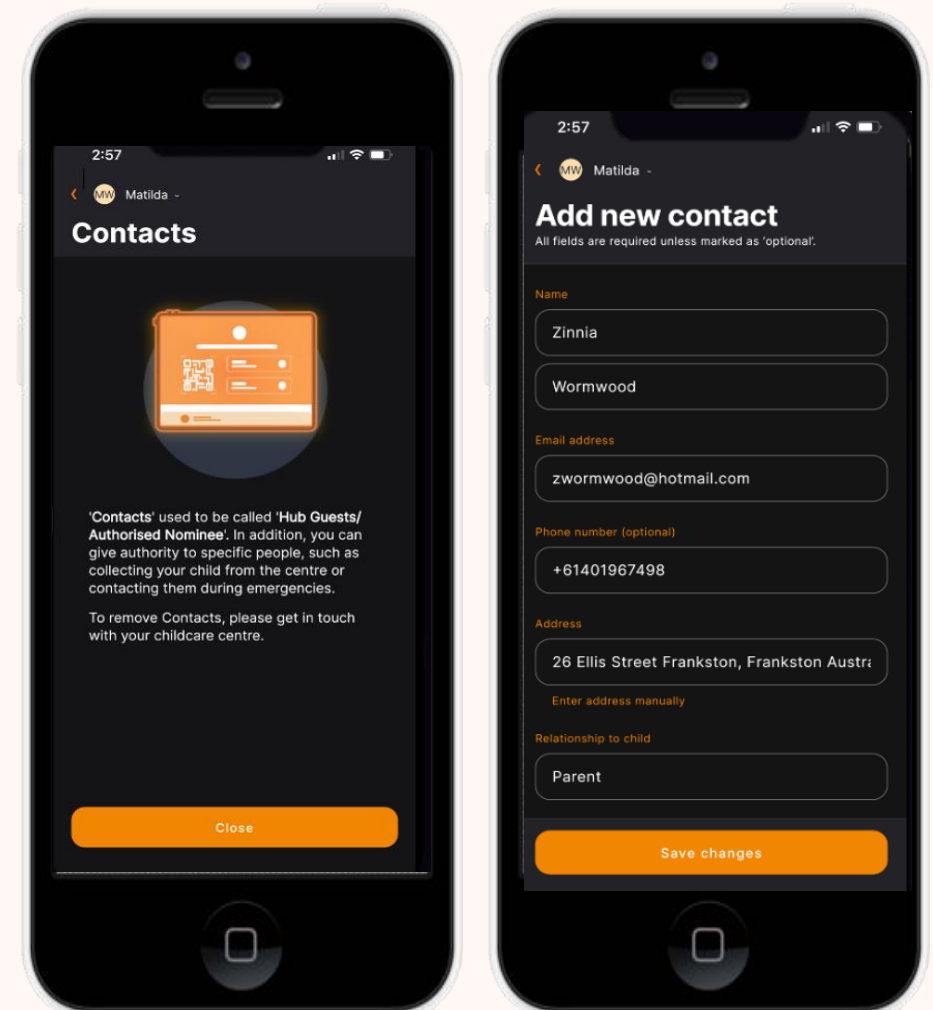 2:57
MW Matilda
Contacts
'Contacts' used to be called 'Hub Guests/
Authorised Nominee'. In addition, you can
give authority to specific people, such as
collecting your child from the centre or
contacting them during emergencies.
To remove Contacts, please get in touch
with your childcare centre.
Close
2:57
MW Matilda
Add new contact
All fields are required unless marked as 'optional'.
Name
Zinnia
Wormwood
Email address
zwormwood@hotmail.com
Phone number (optional)
+61401967498
Address
26 Ellis Street Frankston, Frankston Austra
Enter address manually
Relationship to child
Parent
Save changes